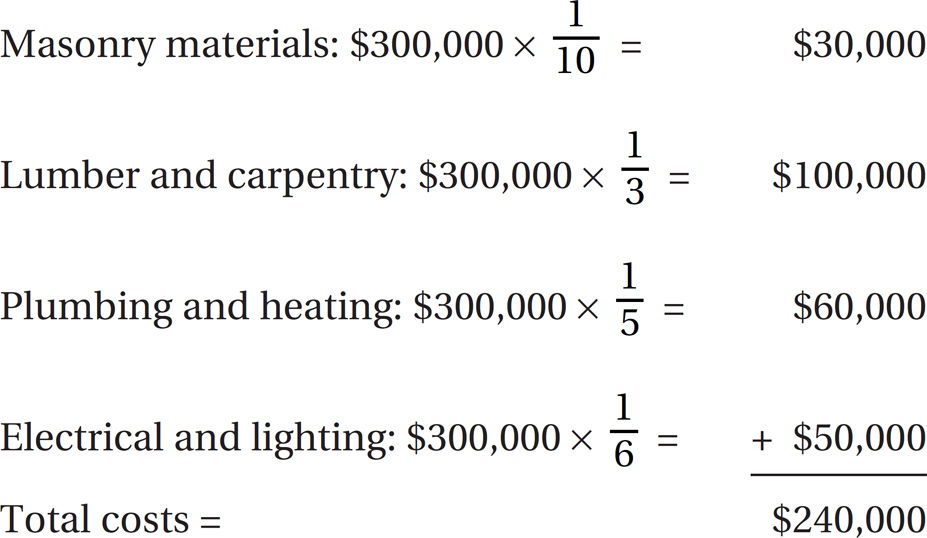 Masonry materials: $300,000 × 1/10 = $30,000
Lumber and carpentry: $300,000 × 1/3 = $100,000
Plumbing and heating: $300,000 × 1/5 = $60,000
Electrical and lighting: $300,000 × 1/6 = + $50,000
Total costs = $240,000